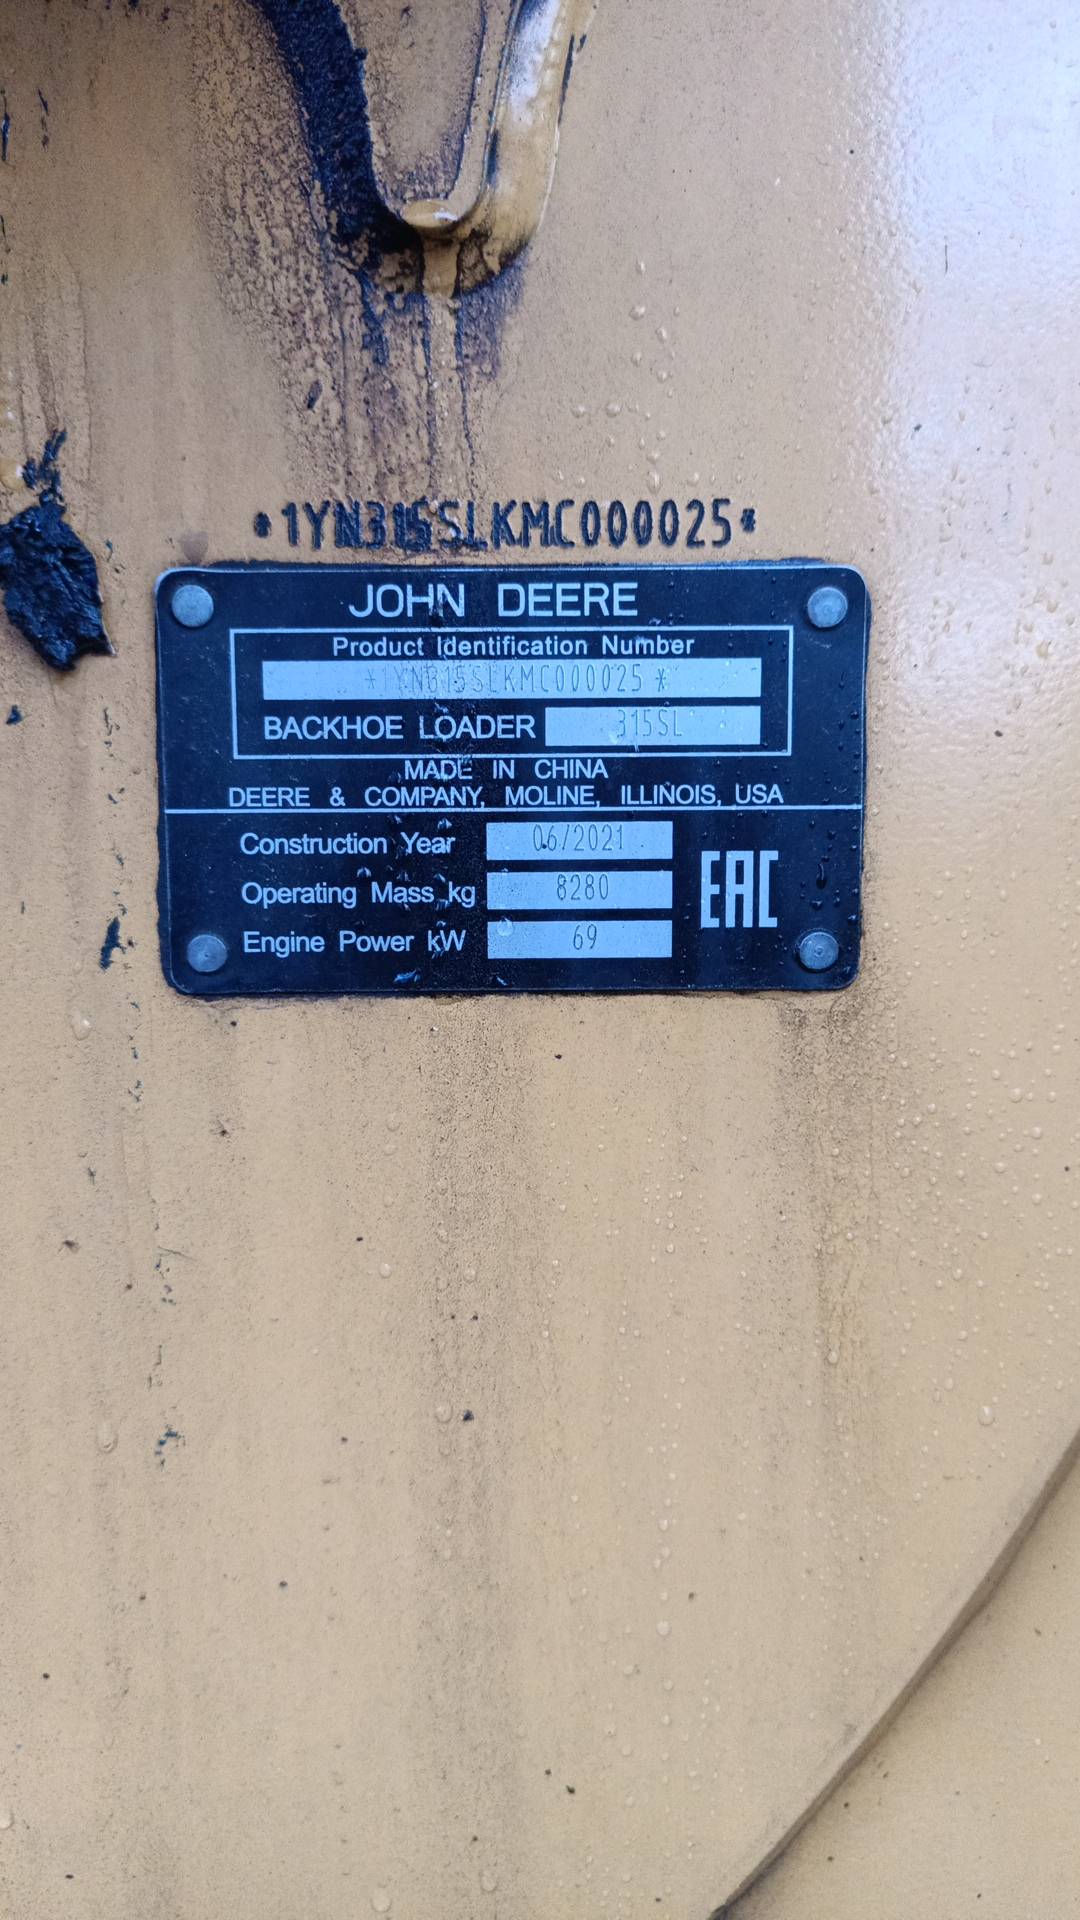 *1YN315SLKMC000025*
JOHN DEERE
Product Identification Number
*1YN315SLKMC000025*
BACKHOE LOADER 315SL
MADE IN CHINA
DEERE & COMPANY, MOLINE, ILLINOIS, USA
Construction Year 06/2021
Operating Mass kg 8280
Engine Power kW 69
EAC